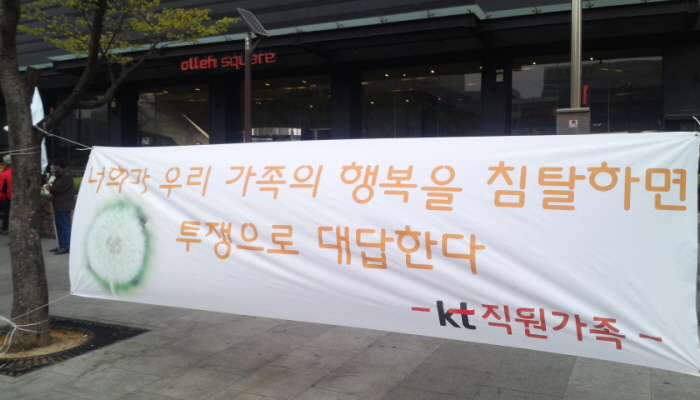 olleh square
너희가 우리 가족의 행복을 침탈하면
투쟁으로 대답한다
- kt 직원가족 -